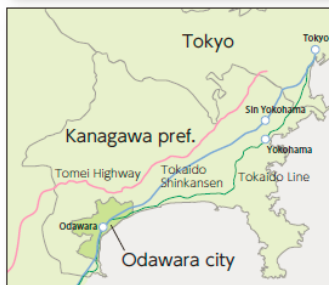 Tokyo
Tokyo
Sin Yokohama
Kanagawa pref.
Yokohama
Tomei Highway
Tokaido
Shinkansen
Tokaido Line
Odawara
Odawara city